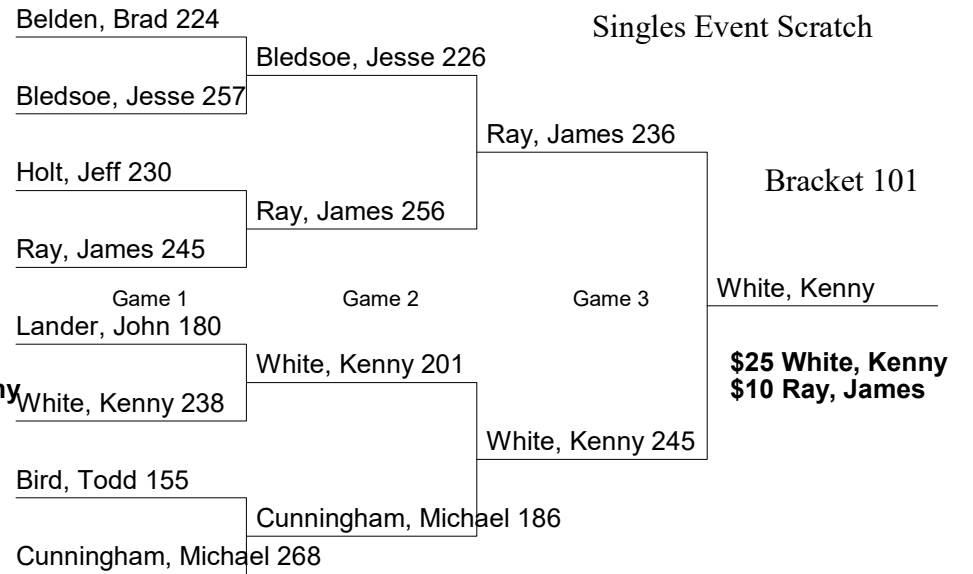 Belden, Brad 224
Singles Event Scratch
Bledsoe, Jesse 226
Bledsoe, Jesse 257
Ray, James 236
Holt, Jeff 230
Bracket 101
Ray, James 256
Ray, James 245
Game 1
Game 2
Game 3
White, Kenny
Lander, John 180
White, Kenny 201
$25 White, Kenny
$10 Ray, James
ny
White, Kenny 238
White, Kenny 245
Bird, Todd 155
Cunningham, Michael 186
Cunningham, Michael 268